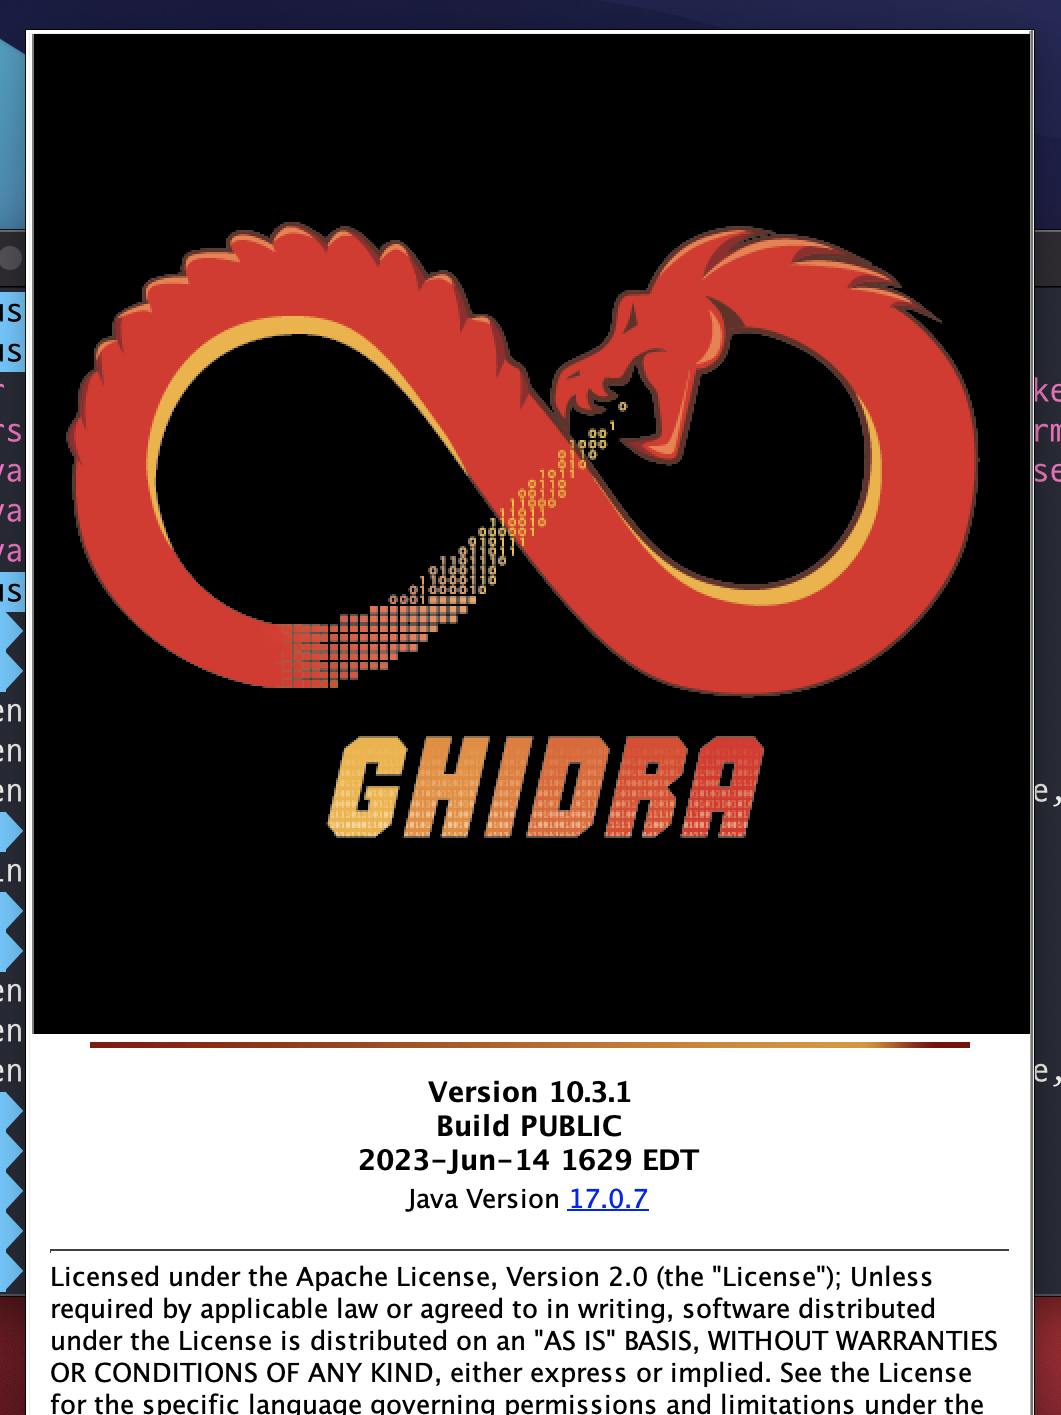 GHIDRA
Version 10.3.1
Build PUBLIC
2023-Jun-14 1629 EDT
Java Version 17.0.7
Licensed under the Apache License, Version 2.0 (the "License"); Unless
required by applicable law or agreed to in writing, software distributed
under the License is distributed on an "AS IS" BASIS, WITHOUT WARRANTIES
OR CONDITIONS OF ANY KIND, either express or implied. See the License
for the specific language governing permissions and limitations under the